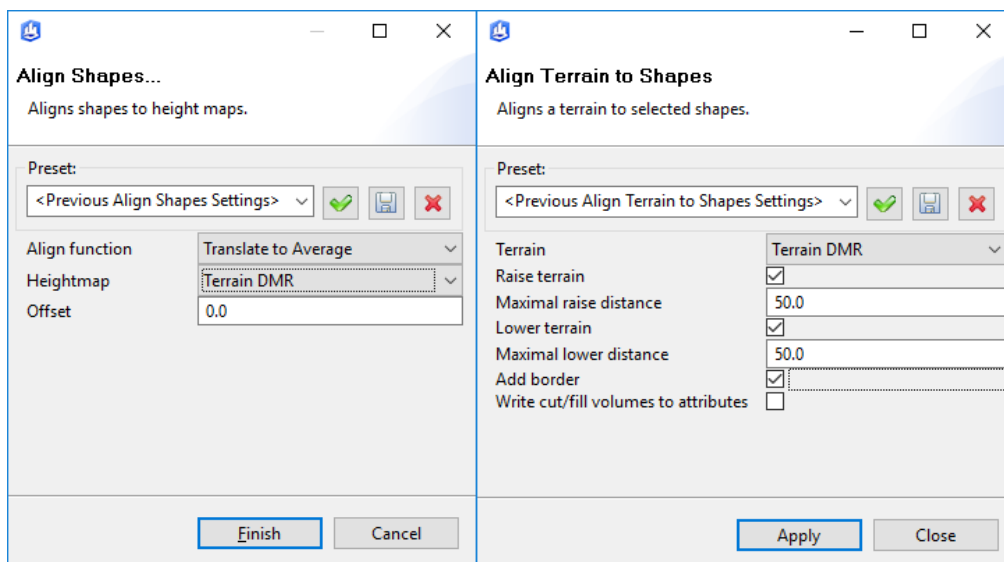 Align Shapes...
Aligns shapes to height maps.
Preset:
<Previous Align Shapes Settings>
Align function Translate to Average
Heightmap Terrain DMR
Offset 0.0
Finish Cancel
Align Terrain to Shapes
Aligns a terrain to selected shapes.
Preset:
<Previous Align Terrain to Shapes Settings>
Terrain Terrain DMR
Raise terrain
Maximal raise distance 50.0
Lower terrain
Maximal lower distance 50.0
Add border
Write cut/fill volumes to attributes
Apply Close